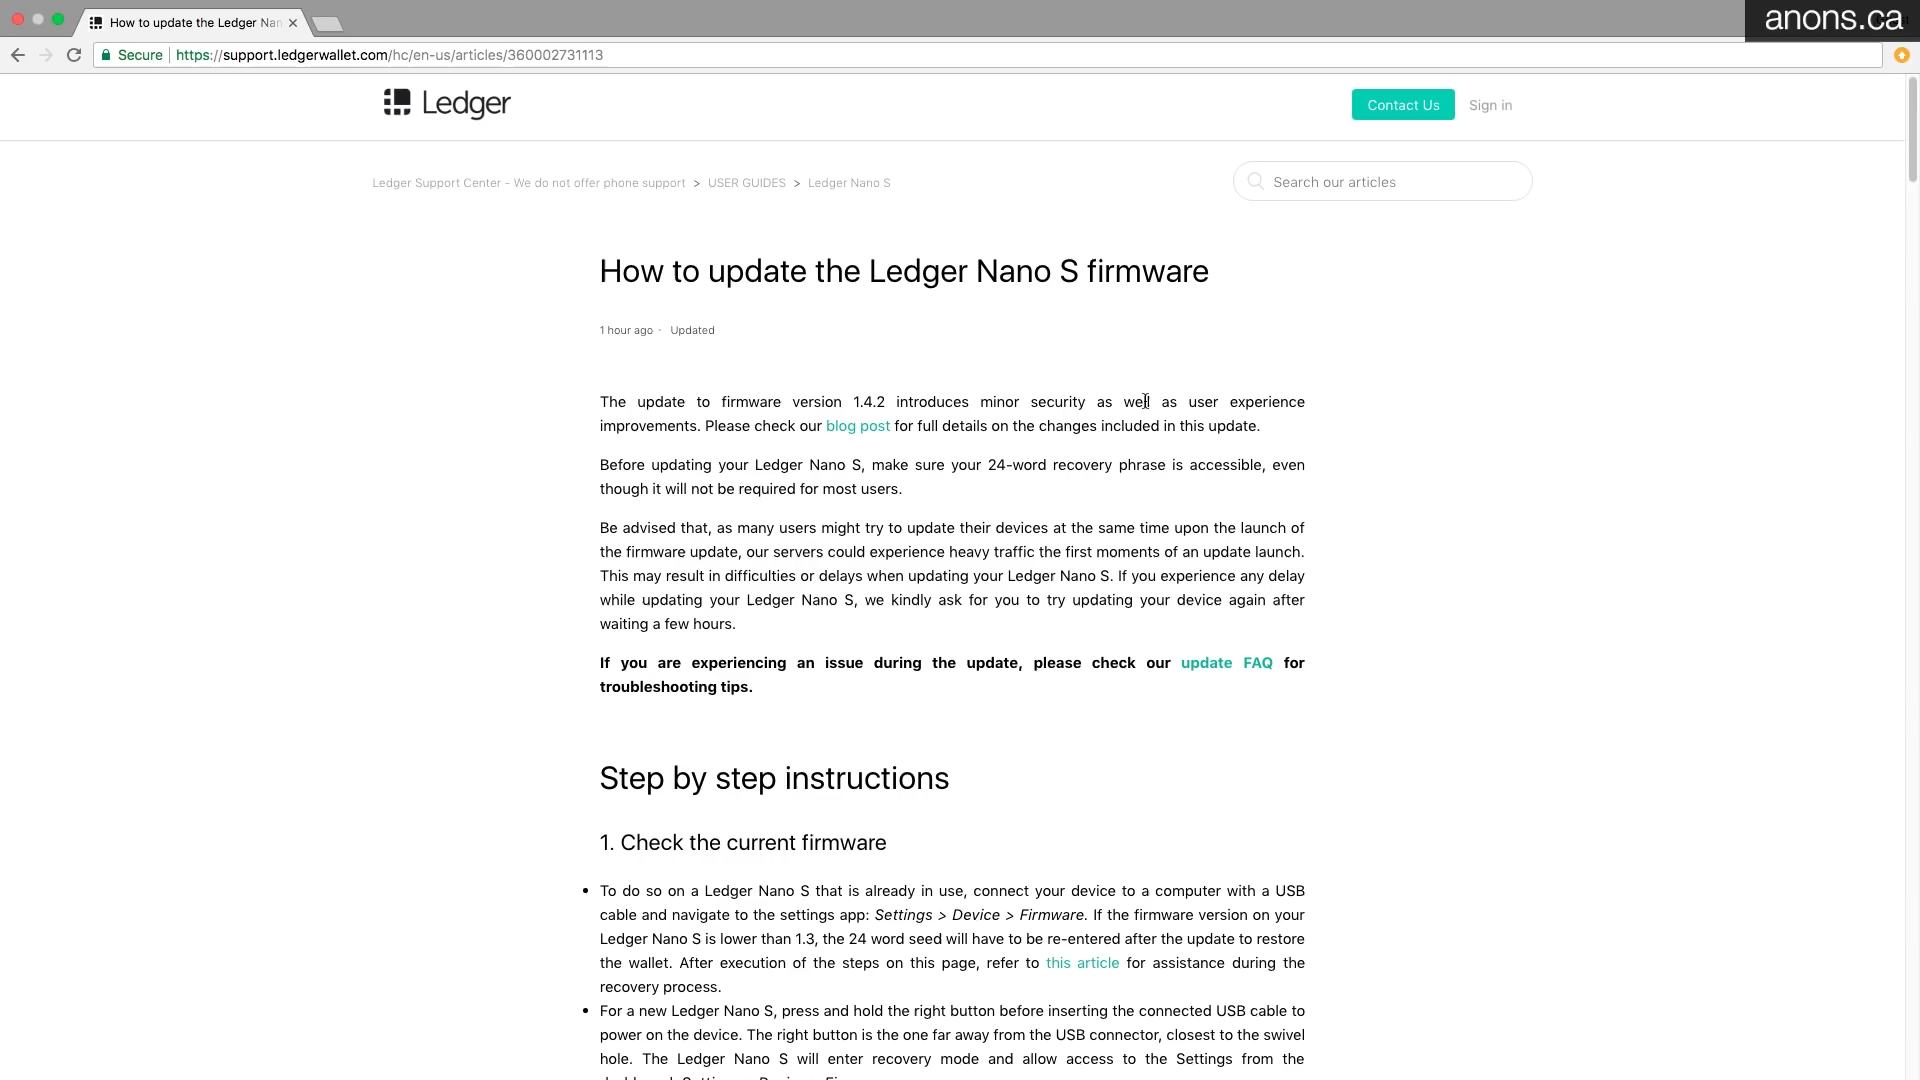 How to update the Ledger Nan
anons.ca
Secure https://support.ledgerwallet.com/hc/en-us/articles/360002731113
Ledger
Contact Us
Sign in
Ledger Support Center - We do not offer phone support > USER GUIDES > Ledger Nano S
Search our articles
How to update the Ledger Nano S firmware
1 hour ago · Updated
The update to firmware version 1.4.2 introduces minor security as well as user experience
improvements. Please check our blog post for full details on the changes included in this update.
Before updating your Ledger Nano S, make sure your 24-word recovery phrase is accessible, even
though it will not be required for most users.
Be advised that, as many users might try to update their devices at the same time upon the launch of
the firmware update, our servers could experience heavy traffic the first moments of an update launch.
This may result in difficulties or delays when updating your Ledger Nano S. If you experience any delay
while updating your Ledger Nano S, we kindly ask for you to try updating your device again after
waiting a few hours.
If you are experiencing an issue during the update, please check our update FAQ for
troubleshooting tips.
Step by step instructions
1. Check the current firmware
• To do so on a Ledger Nano S that is already in use, connect your device to a computer with a USB
cable and navigate to the settings app: Settings > Device > Firmware. If the firmware version on your
Ledger Nano S is lower than 1.3, the 24 word seed will have to be re-entered after the update to restore
the wallet. After execution of the steps on this page, refer to this article for assistance during the
recovery process.
• For a new Ledger Nano S, press and hold the right button before inserting the connected USB cable to
power on the device. The right button is the one far away from the USB connector, closest to the swivel
hole. The Ledger Nano S will enter recovery mode and allow access to the Settings from the